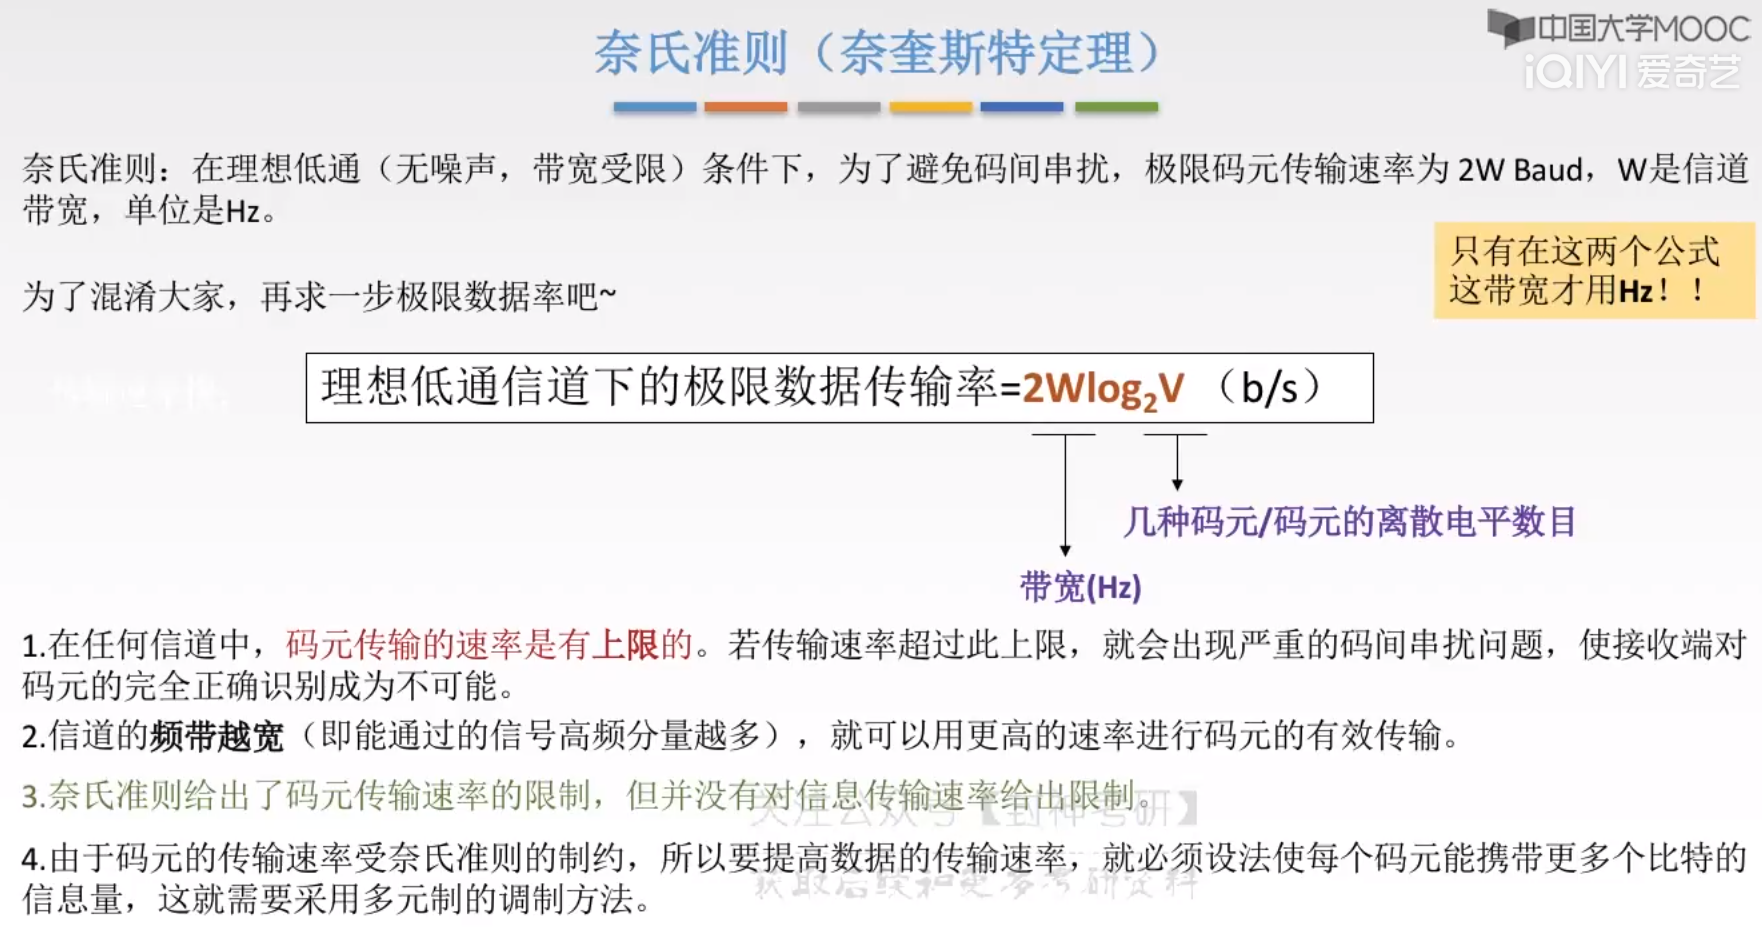 奈氏准则（奈奎斯特定理）
中国大学MOOC
iQIYI 爱奇艺
奈氏准则：在理想低通（无噪声，带宽受限）条件下，为了避免码间串扰，极限码元传输速率为 2W Baud，W是信道
带宽，单位是Hz。
只有在这两个公式
这带宽才用Hz！！
为了混淆大家，再求一步极限数据率吧~
理想低通信道下的极限数据传输率=2Wlog₂V （b/s）
几种码元/码元的离散电平数目
带宽(Hz)
1.在任何信道中，码元传输的速率是有上限的。若传输速率超过此上限，就会出现严重的码间串扰问题，使接收端对
码元的完全正确识别成为不可能。
2.信道的频带越宽（即能通过的信号高频分量越多），就可以用更高的速率进行码元的有效传输。
3.奈氏准则给出了码元传输速率的限制，但并没有对信息传输速率给出限制。
关注公众号【封神考研】
4.由于码元的传输速率受奈氏准则的制约，所以要提高数据的传输速率，就必须设法使每个码元能携带更多个比特的
获取后续和更多考研资料
信息量，这就需要采用多元制的调制方法。